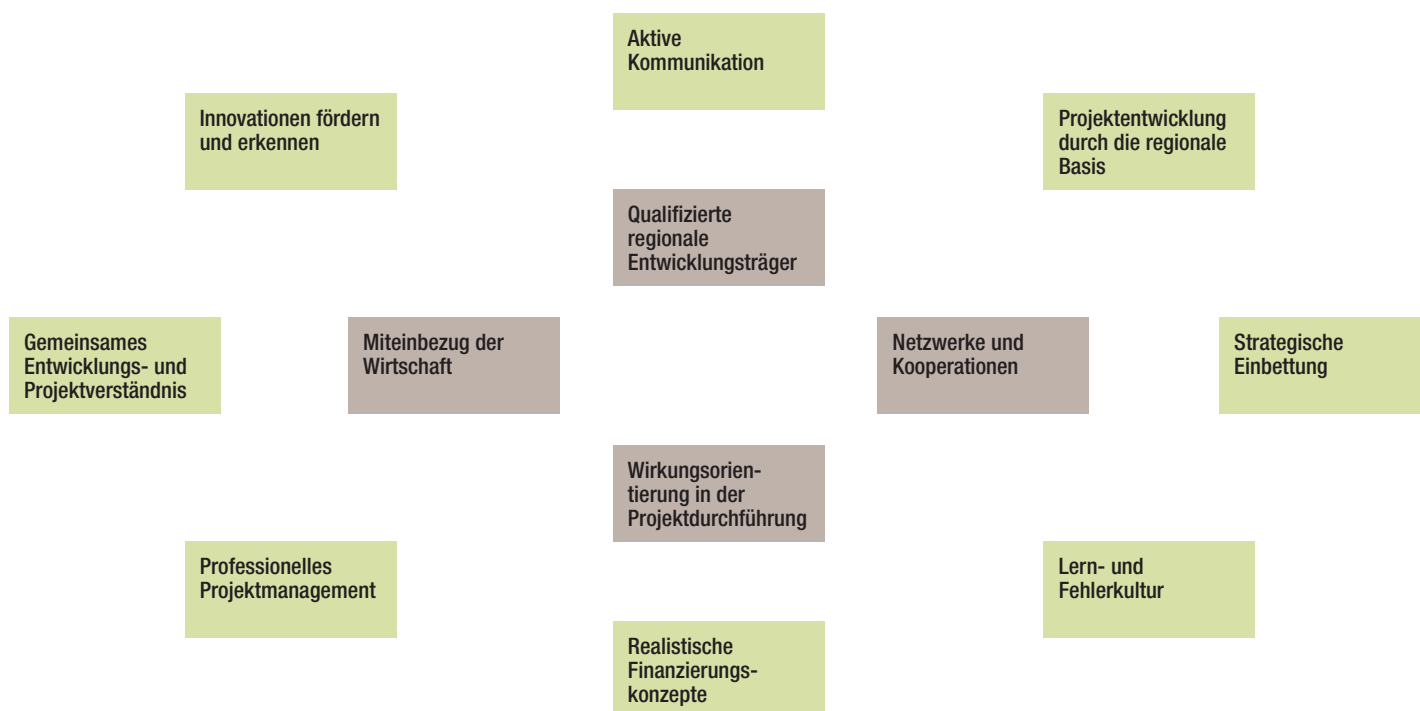 Aktive
Kommunikation
Innovationen fördern
und erkennen
Projektentwicklung
durch die regionale
Basis
Qualifizierte
regionale
Entwicklungsträger
Gemeinsames
Entwicklungs- und
Projektverständnis
Miteinbezug der
Wirtschaft
Netzwerke und
Kooperationen
Strategische
Einbettung
Wirkungsorien-
tierung in der
Projektdurchführung
Professionelles
Projektmanagement
Lern- und
Fehlerkultur
Realistische
Finanzierungs-
konzepte